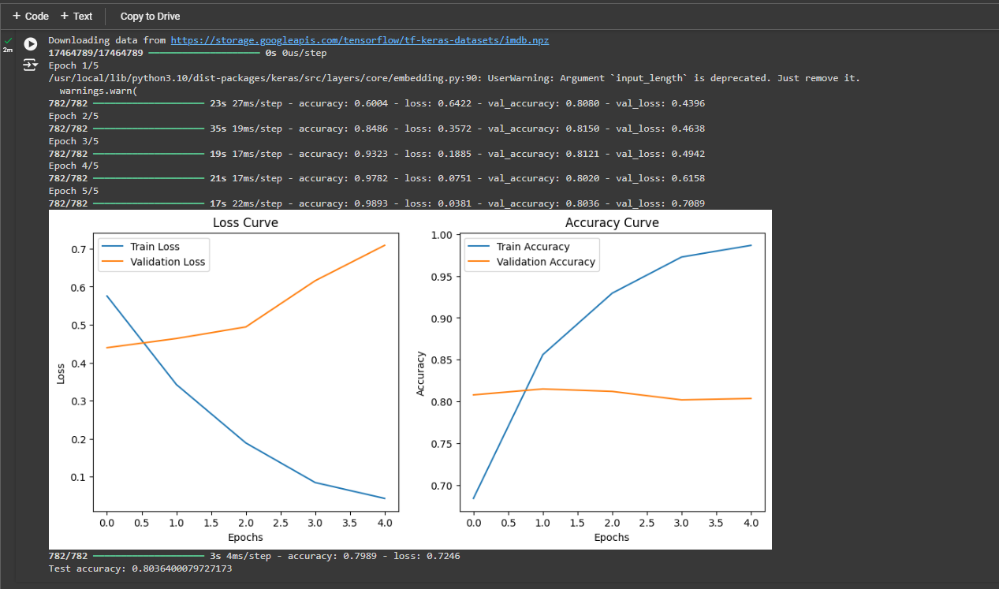 + Code + Text Copy to Drive
Downloading data from https://storage.googleapis.com/tensorflow/tf-keras-datasets/imdb.npz
2m
17464789/17464789 0s 0us/step
Epoch 1/5
/usr/local/lib/python3.10/dist-packages/keras/src/layers/core/embedding.py:90: UserWarning: Argument `input_length` is deprecated. Just remove it.
warnings.warn(
782/782 23s 27ms/step - accuracy: 0.6004 - loss: 0.6422 - val_accuracy: 0.8080 - val_loss: 0.4396
Epoch 2/5
782/782 35s 19ms/step - accuracy: 0.8486 - loss: 0.3572 - val_accuracy: 0.8150 - val_loss: 0.4638
Epoch 3/5
782/782 19s 17ms/step - accuracy: 0.9323 - loss: 0.1885 - val_accuracy: 0.8121 - val_loss: 0.4942
Epoch 4/5
782/782 21s 17ms/step - accuracy: 0.9782 - loss: 0.0751 - val_accuracy: 0.8020 - val_loss: 0.6158
Epoch 5/5
782/782 17s 22ms/step - accuracy: 0.9893 - loss: 0.0381 - val_accuracy: 0.8036 - val_loss: 0.7089
Loss Curve
Train Loss
Validation Loss
0.7
0.6
0.5
0.4
0.3
0.2
0.1
Loss
0.0 0.5 1.0 1.5 2.0 2.5 3.0 3.5 4.0
Epochs
Accuracy Curve
Train Accuracy
Validation Accuracy
1.00
0.95
0.90
0.85
0.80
0.75
0.70
Accuracy
0.0 0.5 1.0 1.5 2.0 2.5 3.0 3.5 4.0
Epochs
782/782 3s 4ms/step - accuracy: 0.7989 - loss: 0.7246
Test accuracy: 0.8036400079727173